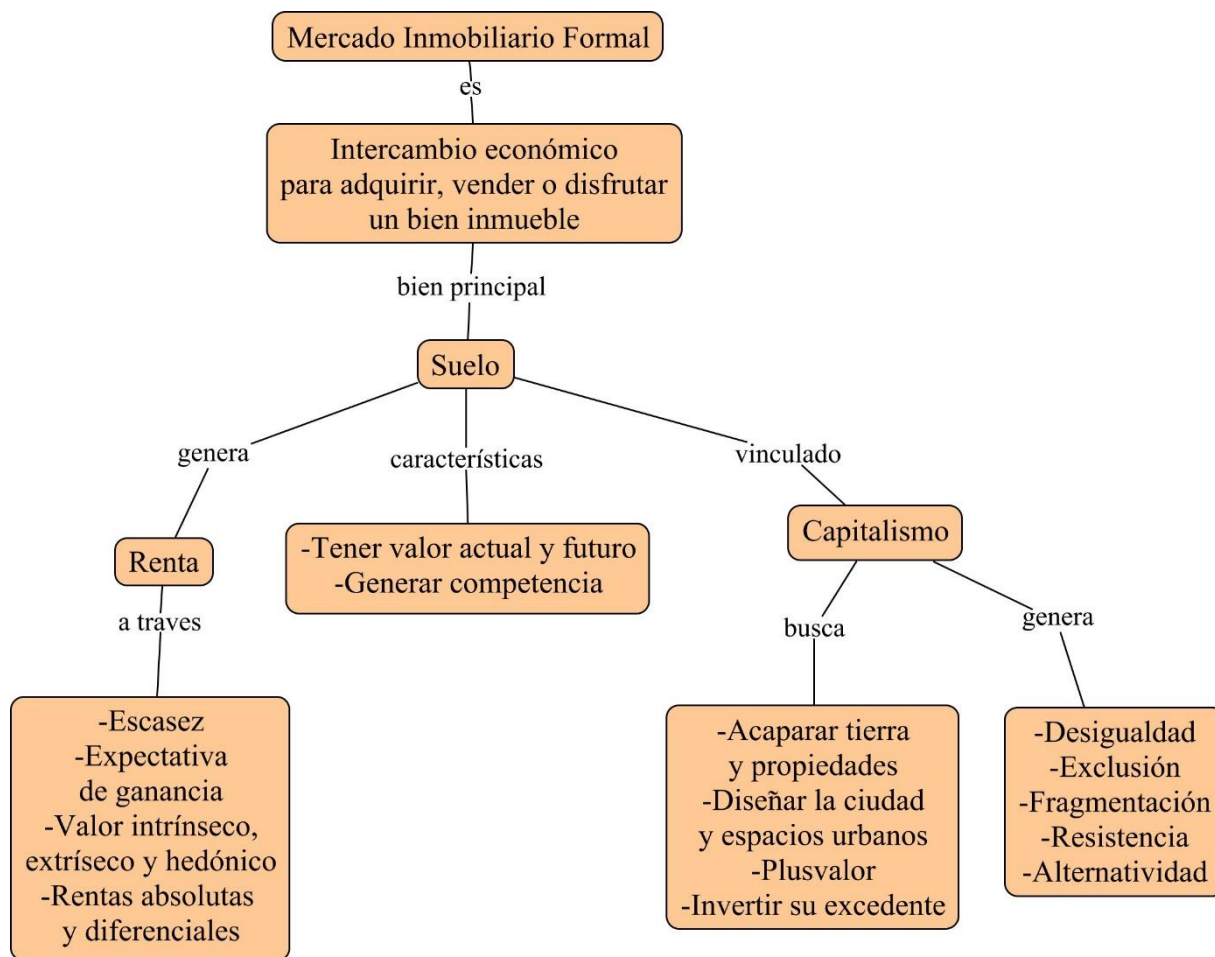 Mercado Inmobiliario Formal
es
Intercambio económico
para adquirir, vender o disfrutar
un bien inmueble
bien principal
Suelo
genera
características
vinculado
Renta
-Tener valor actual y futuro
-Generar competencia
Capitalismo
a traves
busca
genera
-Escasez
-Expectativa
de ganancia
-Valor intrínseco,
extríseco y hedónico
-Rentas absolutas
y diferenciales
-Acaparar tierra
y propiedades
-Diseñar la ciudad
y espacios urbanos
-Plusvalor
-Invertir su excedente
-Desigualdad
-Exclusión
-Fragmentación
-Resistencia
-Alternatividad